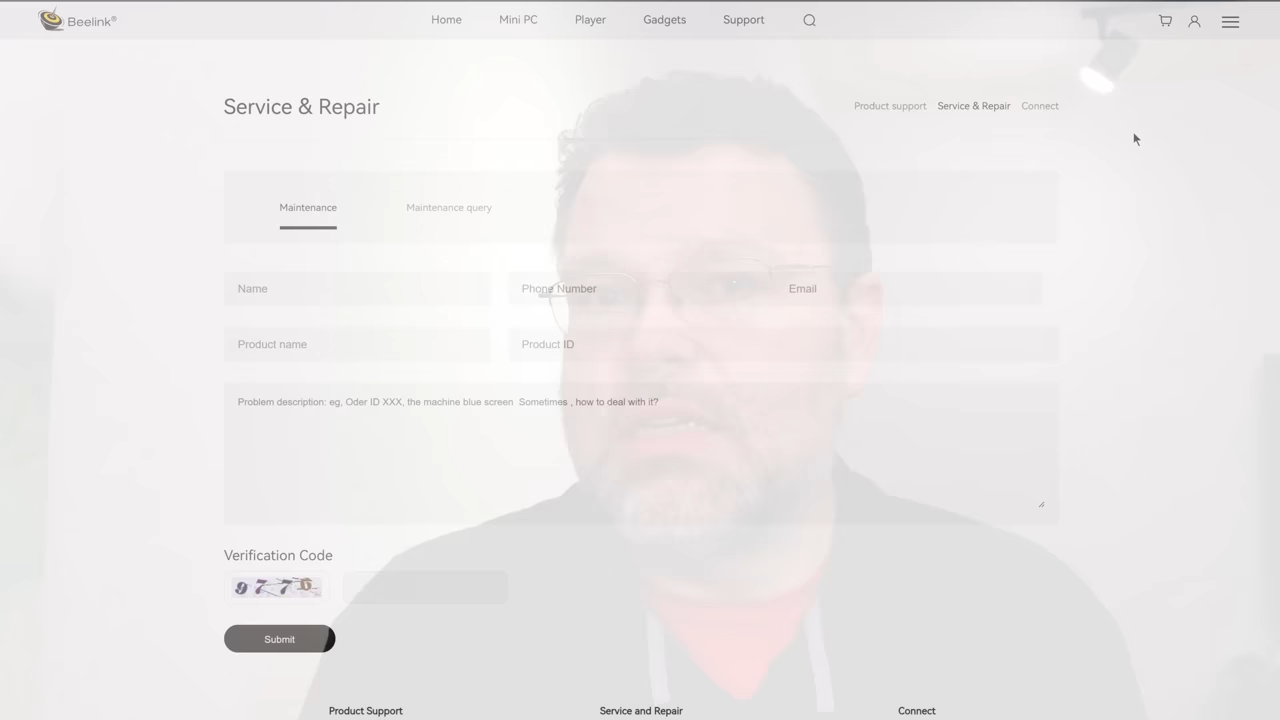 Beelink®
Home Mini PC Player Gadgets Support
Service & Repair
Product support Service & Repair Connect
Maintenance Maintenance query
Name Phone Number Email
Product name Product ID
Problem description: eg, Oder ID XXX, the machine blue screen Sometimes , how to deal with it?
Verification Code
9776
Submit
Product Support Service and Repair Connect